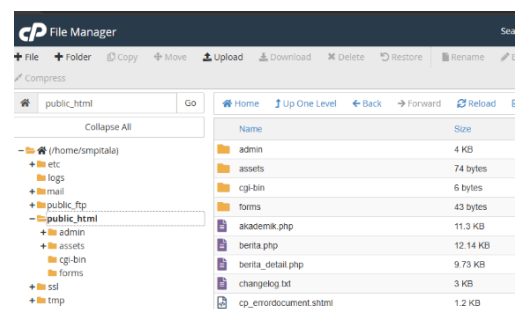 cP File Manager Sea
+ File + Folder Copy + Move Upload Download × Delete Restore Rename
Compress
public_html Go Home Up One Level Back Forward Reload
Collapse All Name Size
(/home/smpitala) admin 4 KB
etc assets 74 bytes
logs cgi-bin 6 bytes
mail forms 43 bytes
public_ftp akademik.php 11.3 KB
public_html berita.php 12.14 KB
admin berita_detail.php 9.73 KB
assets changelog.txt 3 KB
cgi-bin cp_errordocument.shtml 1.2 KB
forms
ssl
tmp